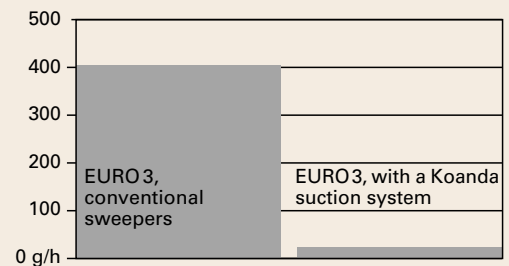 500
400
300
200
100
0 g/h
EURO 3,
conventional
sweepers
EURO 3, with a Koanda
suction system